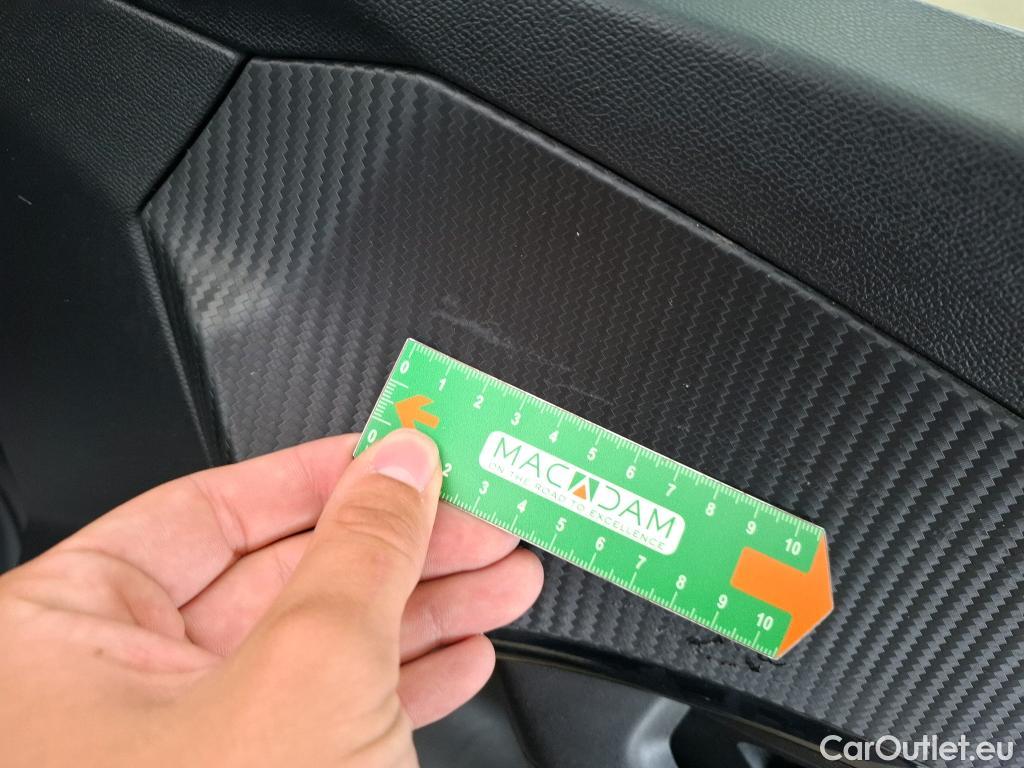 0 1 2 3 4 5 6 7 8 9 10
MACADAM
ON THE ROAD TO EXCELLENCE
0 2 3 4 5 6 7 8 9 10
CarOutlet.eu